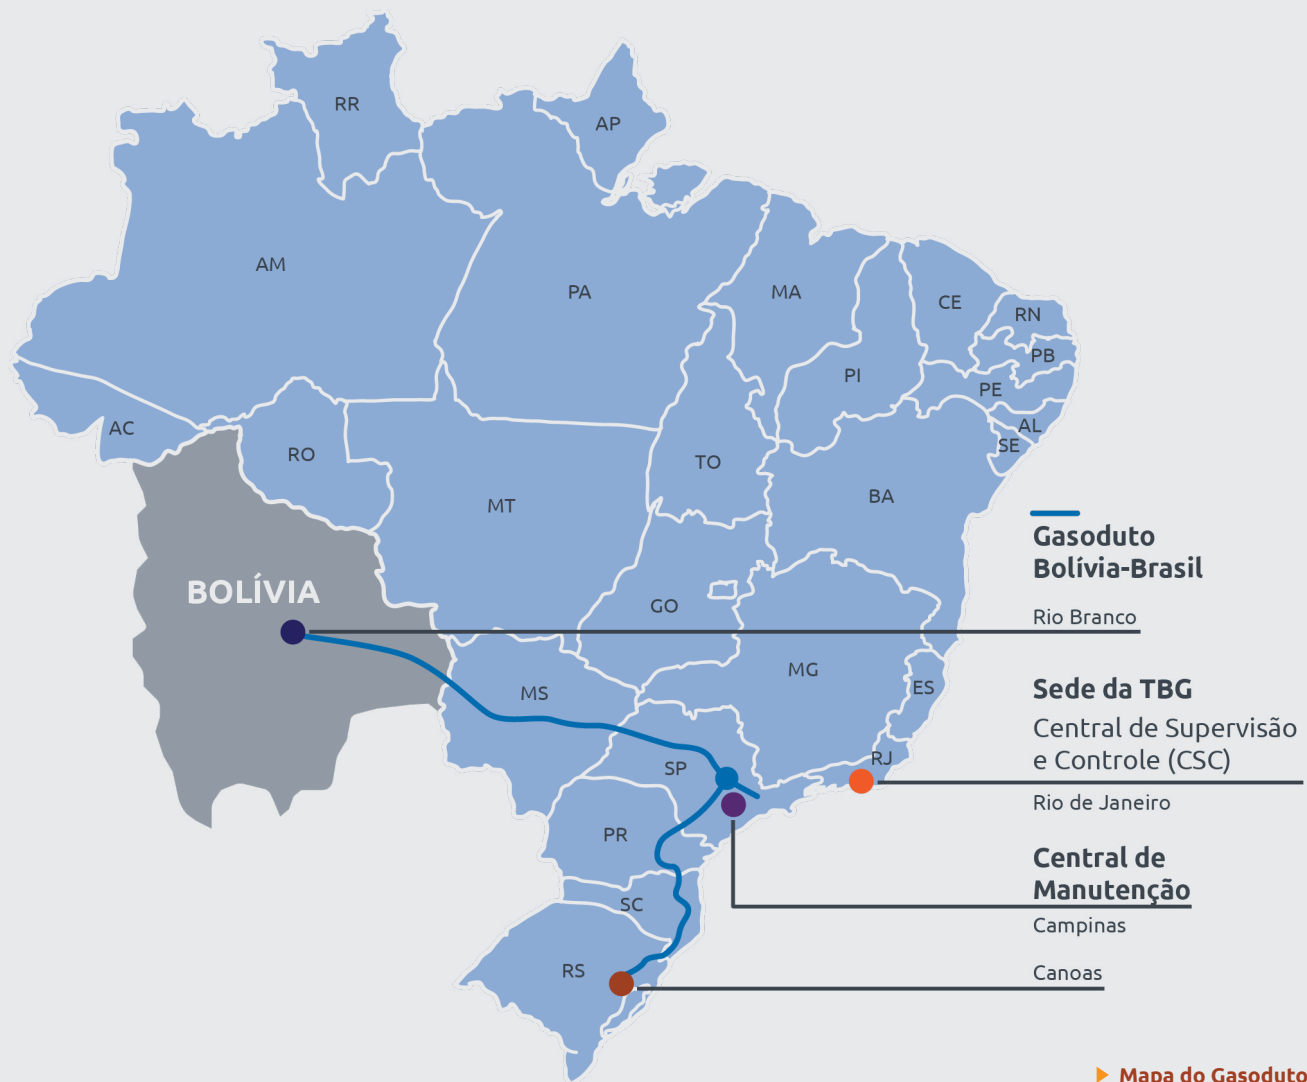 RR
AP
AM
PA
MA
CE
RN
PB
PI
PE
AC
AL
SE
RO
TO
MT
BA
Gasoduto
Bolívia-Brasil
BOLÍVIA
GO
Rio Branco
MG
MS
ES
Sede da TBG
Central de Supervisão
e Controle (CSC)
RJ
SP
Rio de Janeiro
PR
Central de
Manutenção
SC
Campinas
RS
Canoas
Mapa do Gasoduto